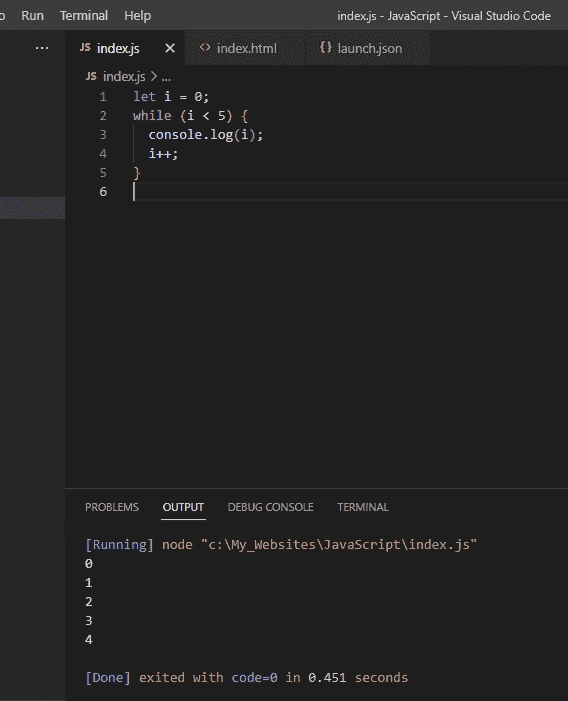 Run Terminal Help index.js - JavaScript - Visual Studio Code
... JS index.js × <> index.html {} launch.json
JS index.js > ...
1 let i = 0;
2 while (i < 5) {
3 console.log(i);
4 i++;
5 }
6
PROBLEMS OUTPUT DEBUG CONSOLE TERMINAL
[Running] node "c:\My_Websites\JavaScript\index.js"
0
1
2
3
4
[Done] exited with code=0 in 0.451 seconds